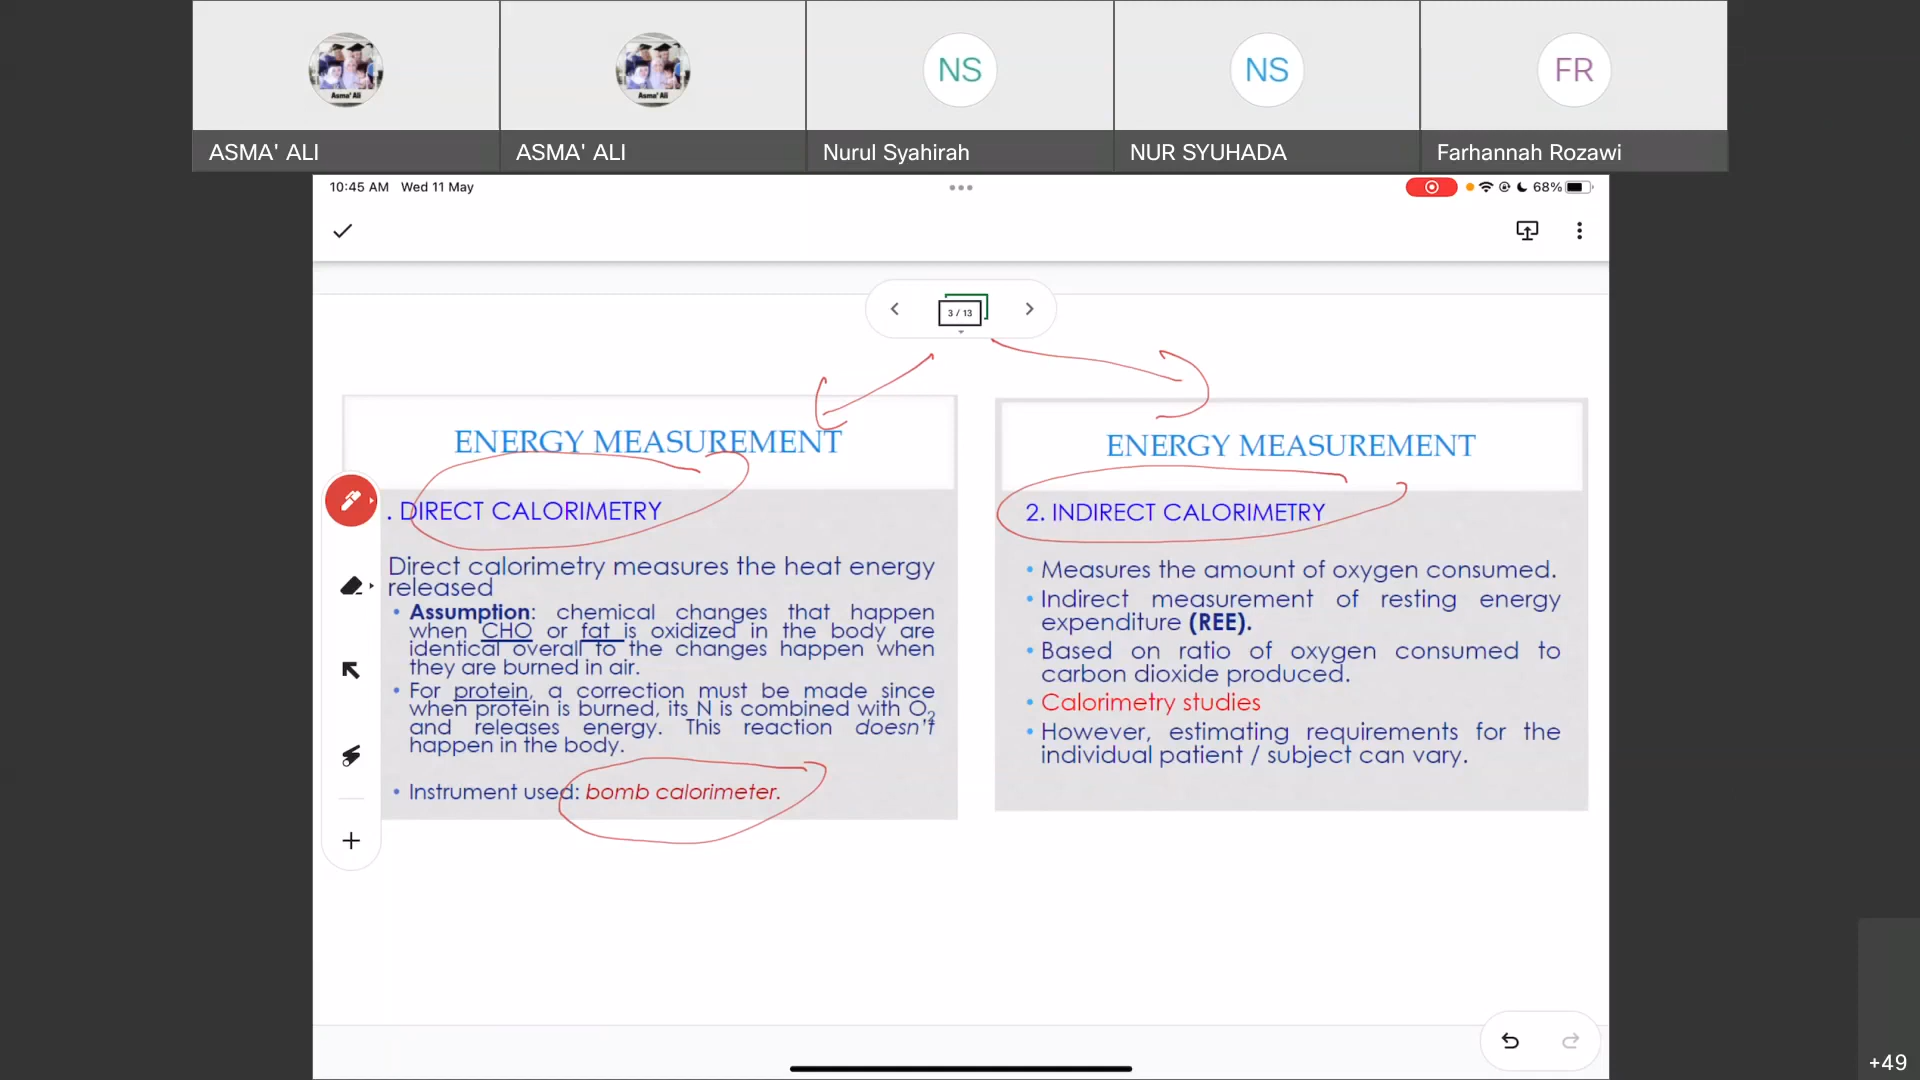 Asma' Ali
Asma' Ali
NS
NS
FR
ASMA' ALI
ASMA' ALI
Nurul Syahirah
NUR SYUHADA
Farhannah Rozawi
10:45 AM Wed 11 May
68%
3 / 13
ENERGY MEASUREMENT
. DIRECT CALORIMETRY
Direct calorimetry measures the heat energy
released
• Assumption: chemical changes that happen
when CHO or fat is oxidized in the body are
identical overall to the changes happen when
they are burned in air.
• For protein, a correction must be made since
when protein is burned, its N is combined with O2
and releases energy. This reaction doesn't
happen in the body.
• Instrument used: bomb calorimeter.
ENERGY MEASUREMENT
2. INDIRECT CALORIMETRY
• Measures the amount of oxygen consumed.
• Indirect measurement of resting energy
expenditure (REE).
• Based on ratio of oxygen consumed to
carbon dioxide produced.
• Calorimetry studies
• However, estimating requirements for the
individual patient / subject can vary.
+49